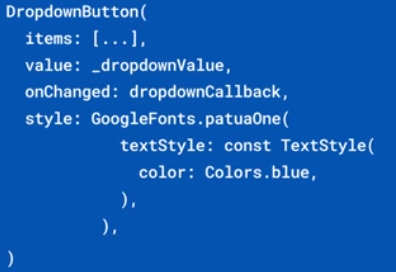 DropdownButton(
  items: [...],
  value: _dropdownValue,
  onChanged: dropdownCallback,
  style: GoogleFonts.patuaOne(
            textStyle: const TextStyle(
              color: Colors.blue,
            ),
          ),
)